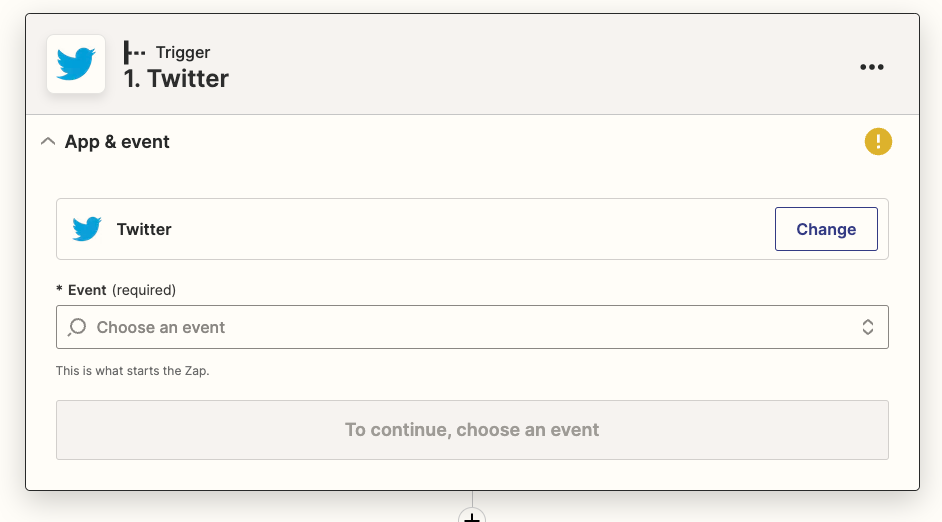 Trigger
1. Twitter
App & event
Twitter
Change
* Event (required)
Choose an event
This is what starts the Zap.
To continue, choose an event